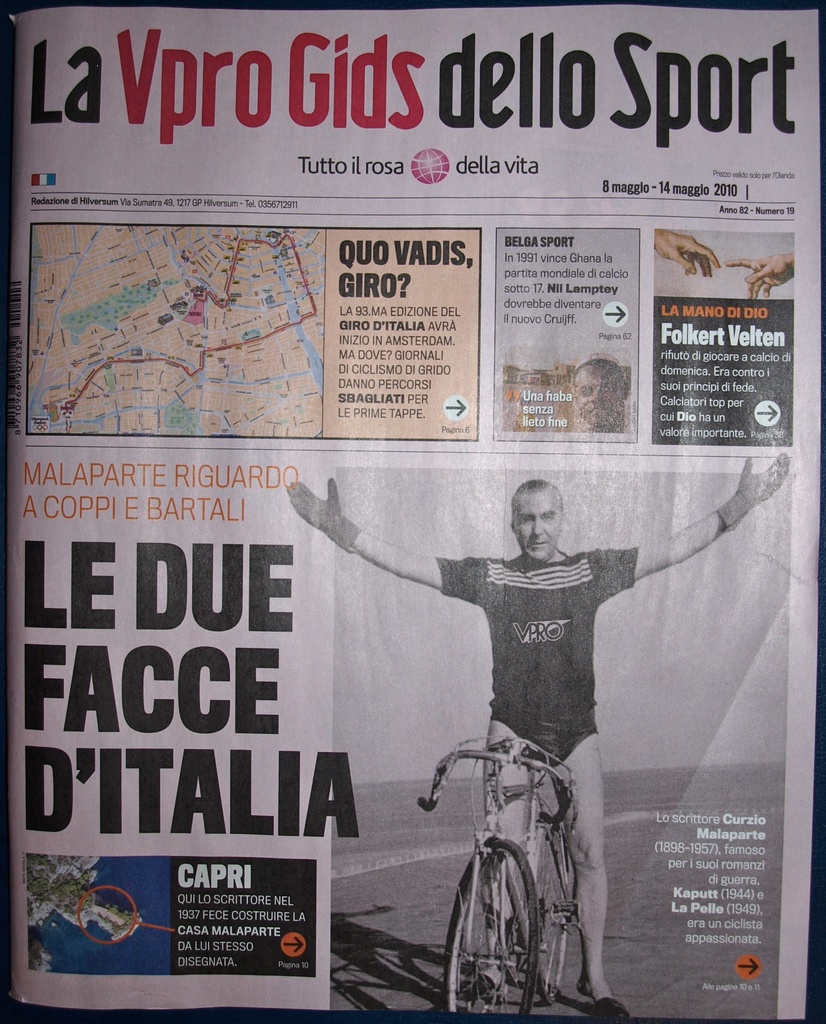 La Vpro Gids dello Sport
Tutto il rosa della vita
Prezzo valido solo per l'Olanda
8 maggio - 14 maggio 2010 |
Redazione di Hilversum Via Sumatra 49, 1217 GP Hilversum - Tel. 0356712911
Anno 82 - Numero 19
QUO VADIS,
GIRO?
LA 93.MA EDIZIONE DEL
GIRO D'ITALIA AVRÀ
INIZIO IN AMSTERDAM.
MA DOVE? GIORNALI
DI CICLISMO DI GRIDO
DANNO PERCORSI
SBAGLIATI PER
LE PRIME TAPPE.
Pagina 6
BELGA SPORT
In 1991 vince Ghana la
partita mondiale di calcio
sotto 17. Nii Lamptey
dovrebbe diventare
il nuovo Cruijff.
Pagina 62
Una fiaba
senza
lieto fine
LA MANO DI DIO
Folkert Velten
rifiutò di giocare a calcio di
domenica. Era contro i
suoi principi di fede.
Calciatori top per
cui Dio ha un
valore importante.
8710966907832
MALAPARTE RIGUARDO
A COPPI E BARTALI
LE DUE
FACCE
D'ITALIA
VPRO
CAPRI
QUI LO SCRITTORE NEL
1937 FECE COSTRUIRE LA
CASA MALAPARTE
DA LUI STESSO
DISEGNATA.
Pagina 10
Lo scrittore Curzio
Malaparte
(1898-1957), famoso
per i suoi romanzi
di guerra,
Kaputt (1944) e
La Pelle (1949),
era un ciclista
appassionata.
Alle pagine 10 e 11